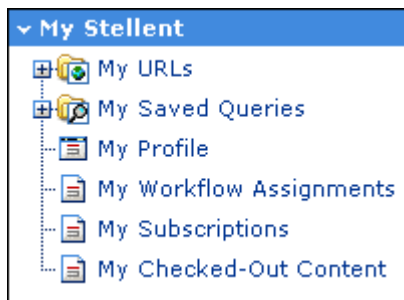 My Stellent
My URLs
My Saved Queries
My Profile
My Workflow Assignments
My Subscriptions
My Checked-Out Content